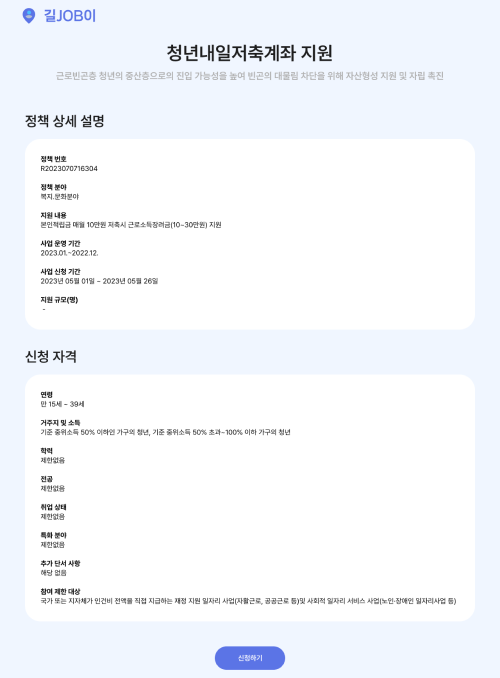 길JOB이
청년내일저축계좌 지원
근로빈곤층 청년의 중산층으로의 진입 가능성을 높여 빈곤의 대물림 차단을 위해 자산형성 지원 및 자립 촉진
정책 상세 설명
정책 번호
R2023070716304
정책 분야
복지.문화분야
지원 내용
본인적립금 매월 10만원 저축시 근로소득장려금(10~30만원) 지원
사업 운영 기간
2023.01.~2022.12.
사업 신청 기간
2023년 05월 01일 ~ 2023년 05월 26일
지원 규모(명)
-
신청 자격
연령
만 15세 ~ 39세
거주지 및 소득
기준 중위소득 50% 이하인 가구의 청년, 기준 중위소득 50% 초과~100% 이하 가구의 청년
학력
제한없음
전공
제한없음
취업 상태
제한없음
특화 분야
제한없음
추가 단서 사항
해당 없음
참여 제한 대상
국가 또는 지자체가 인건비 전액을 직접 지급하는 재정 지원 일자리 사업(자활근로, 공공근로 등)및 사회적 일자리 서비스 사업(노인·장애인 일자리사업 등)
신청하기